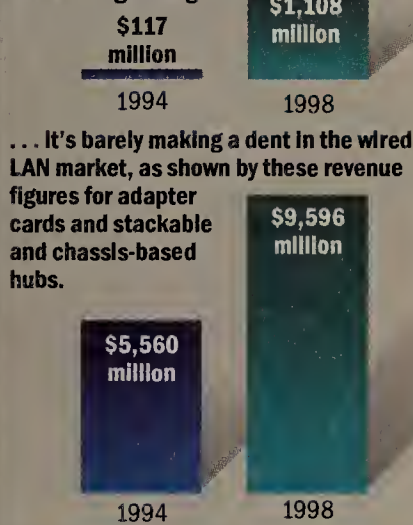 $117
million
$1,108
million
1994
1998
... It's barely making a dent in the wired
LAN market, as shown by these revenue
figures for adapter
cards and stackable
and chassis-based
hubs.
$9,596
million
$5,560
million
1994
1998